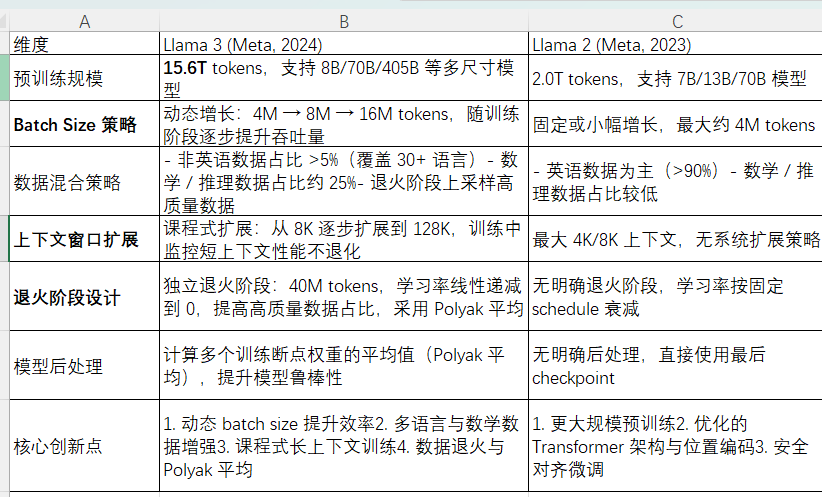 A B C
维度 Llama 3 (Meta, 2024) Llama 2 (Meta, 2023)
预训练规模
15.6T tokens，支持 8B/70B/405B 等多尺寸模
型
2.0T tokens，支持 7B/13B/70B 模型
Batch Size 策略
动态增长：4M → 8M → 16M tokens，随训练
阶段逐步提升吞吐量
固定或小幅增长，最大约 4M tokens
数据混合策略
- 非英语数据占比 >5%（覆盖 30+ 语言）- 数
学 / 推理数据占比约 25%- 退火阶段上采样高
质量数据
- 英语数据为主（>90%）- 数学 / 推
理数据占比较低
上下文窗口扩展
课程式扩展：从 8K 逐步扩展到 128K，训练中
监控短上下文性能不退化
最大 4K/8K 上下文，无系统扩展策略
退火阶段设计
独立退火阶段：40M tokens，学习率线性递减
到 0，提高高质量数据占比，采用 Polyak 平均
无明确退火阶段，学习率按固定
schedule 衰减
模型后处理
计算多个训练断点权重的平均值（Polyak 平
均），提升模型鲁棒性
无明确后处理，直接使用最后
checkpoint
核心创新点
1. 动态 batch size 提升效率2. 多语言与数学数
据增强3. 课程式长上下文训练4. 数据退火与
Polyak 平均
1. 更大规模预训练2. 优化的
Transformer 架构与位置编码3. 安全
对齐微调